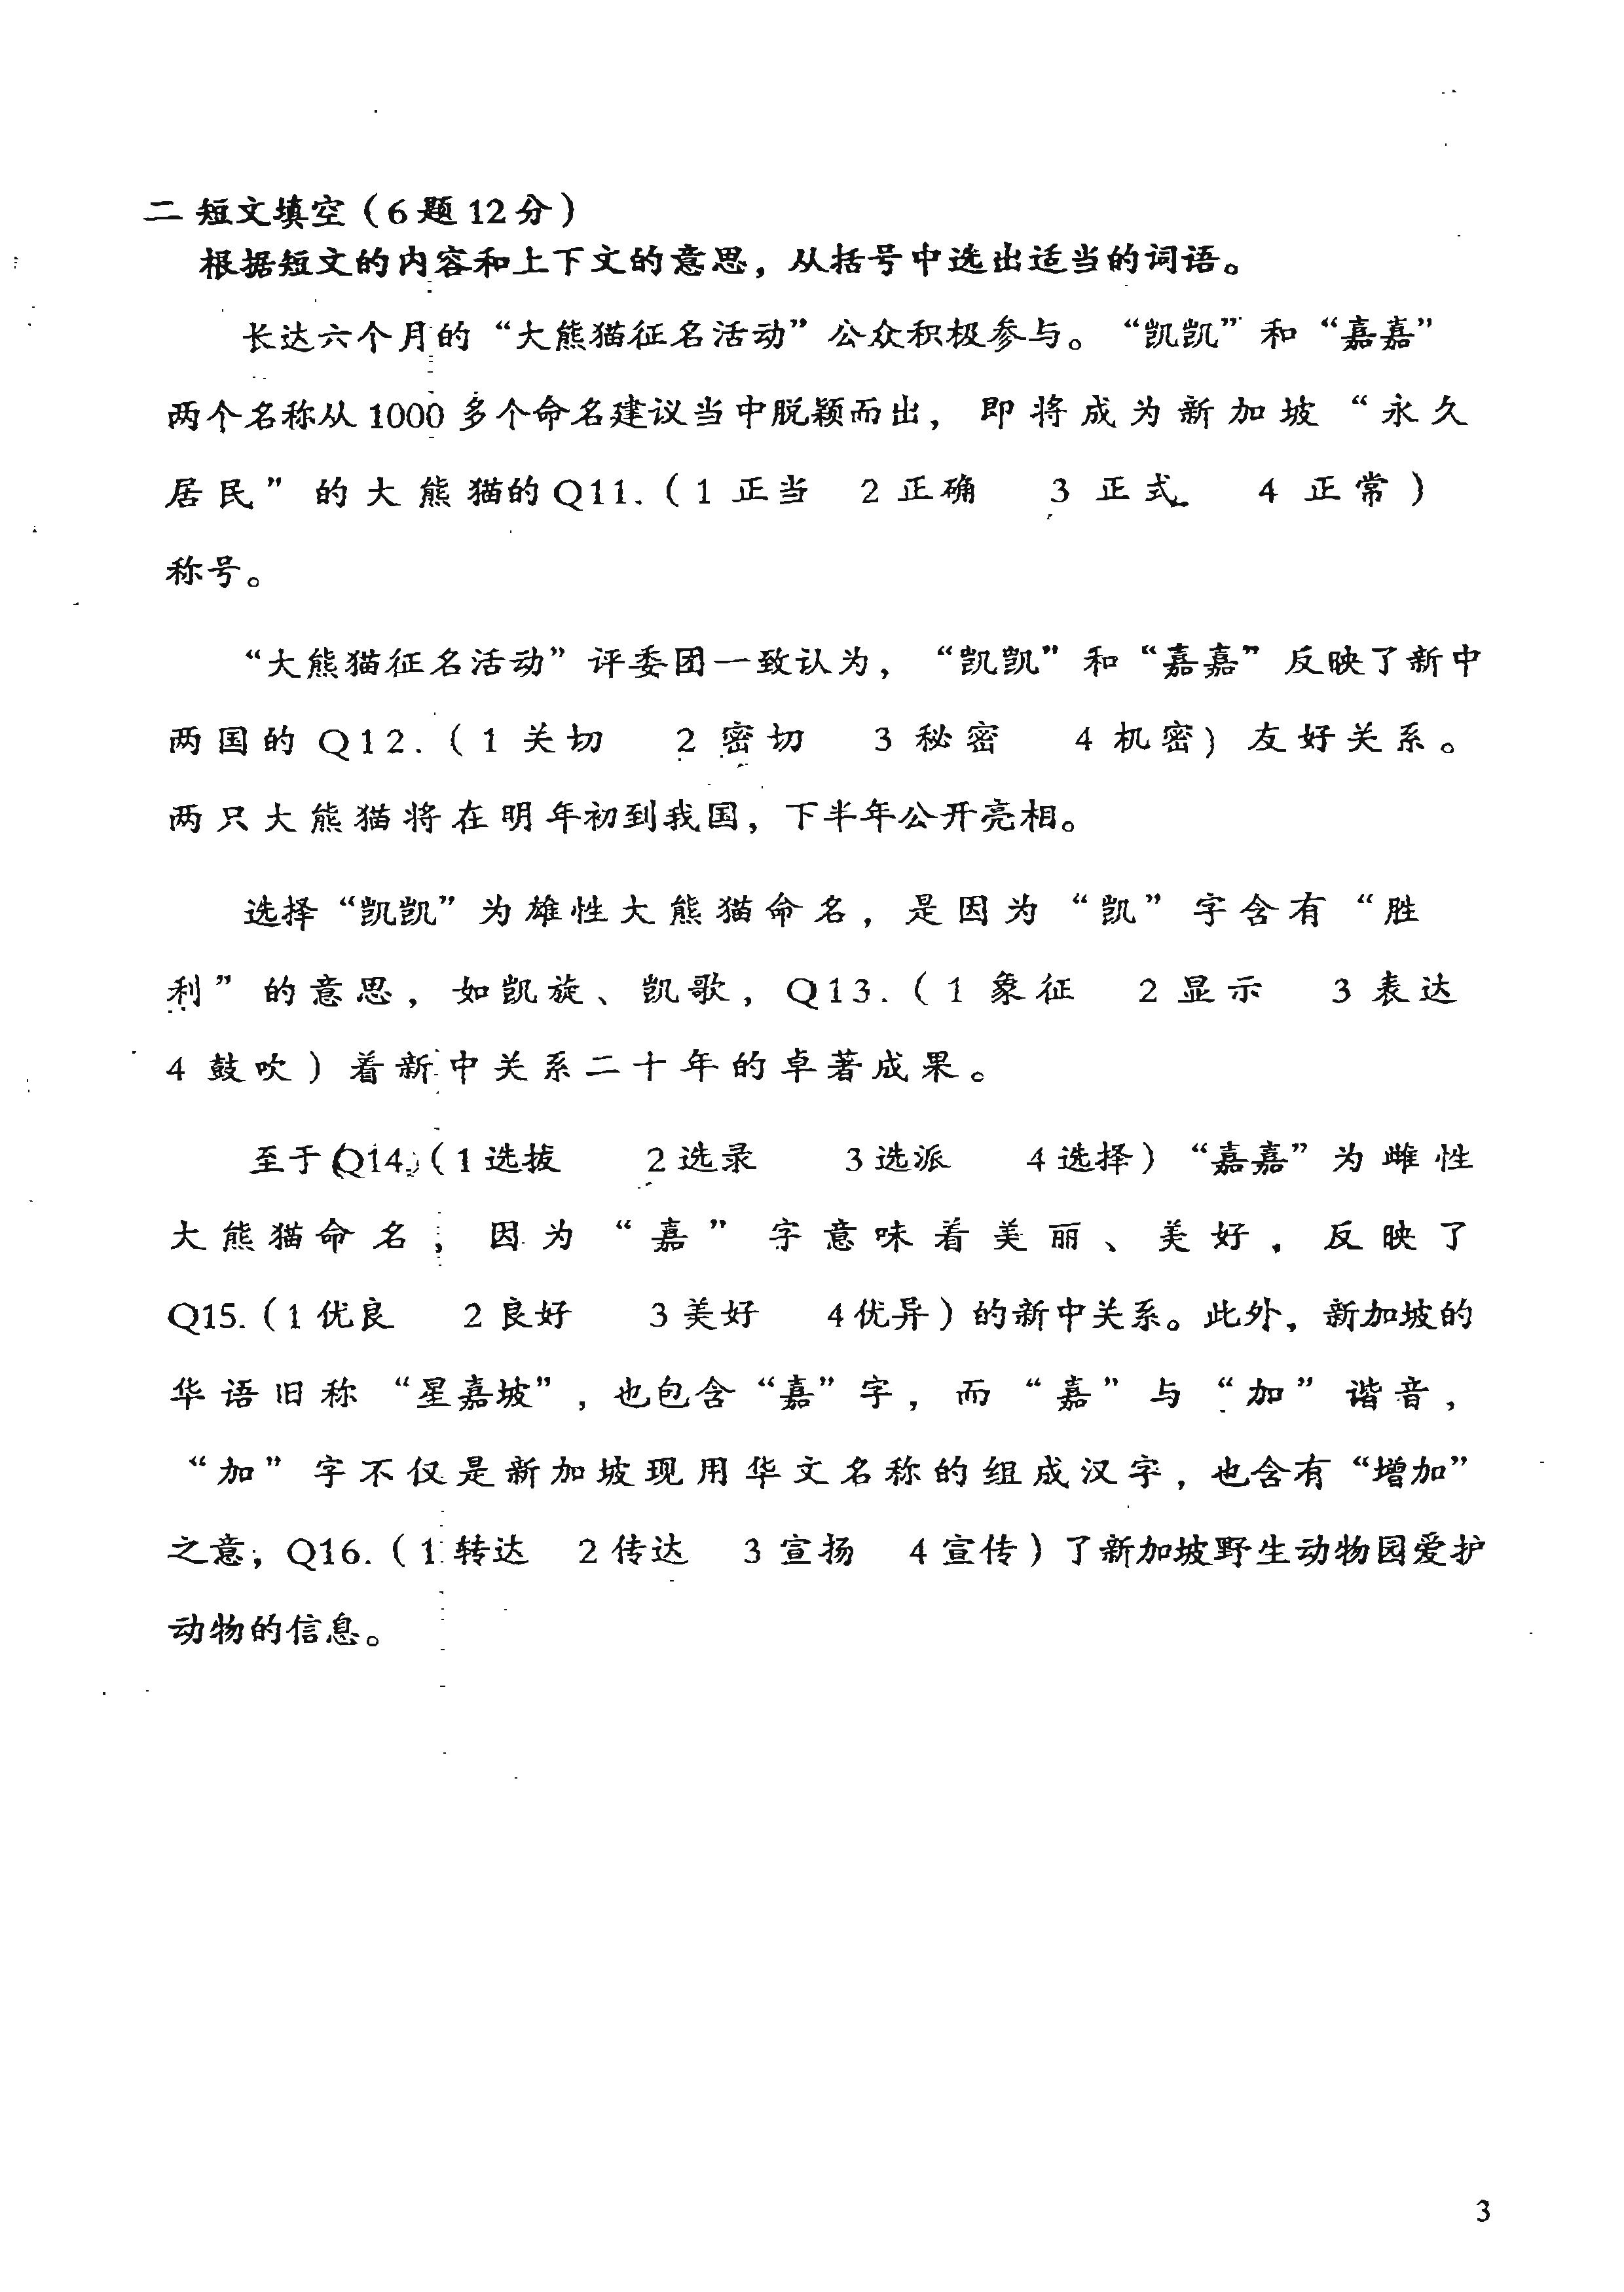 二 短文填空（6题12分）
根据短文的内容和上下文的意思，从括号中选出适当的词语。
长达六个月的“大熊猫征名活动”公众积极参与。“凯凯”和“嘉嘉”
两个名称从1000多个命名建议当中脱颖而出，即将成为新加坡“永久
居民”的大熊猫的Q11.（1 正当 2 正确 3 正式 4 正常）
称号。
“大熊猫征名活动”评委团一致认为，“凯凯”和“嘉嘉”反映了新中
两国的 Q12.（1 关切 2 密切 3 秘密 4 机密）友好关系。
两只大熊猫将在明年初到我国，下半年公开亮相。
选择“凯凯”为雄性大熊猫命名，是因为“凯”字含有“胜
利”的意思，如凯旋、凯歌，Q13.（1 象征 2 显示 3 表达
4 鼓吹）着新中关系二十年的卓著成果。
至于Q14.（1选拔 2选录 3选派 4选择）“嘉嘉”为雌性
大熊猫命名，因为“嘉”字意味着美丽、美好，反映了
Q15.（1优良 2良好 3美好 4优异）的新中关系。此外，新加坡的
华语旧称“星嘉坡”，也包含“嘉”字，而“嘉”与“加”谐音，
“加”字不仅是新加坡现用华文名称的组成汉字，也含有“增加”
之意，Q16.（1 转达 2 传达 3 宣扬 4 宣传）了新加坡野生动物园爱护
动物的信息。
3